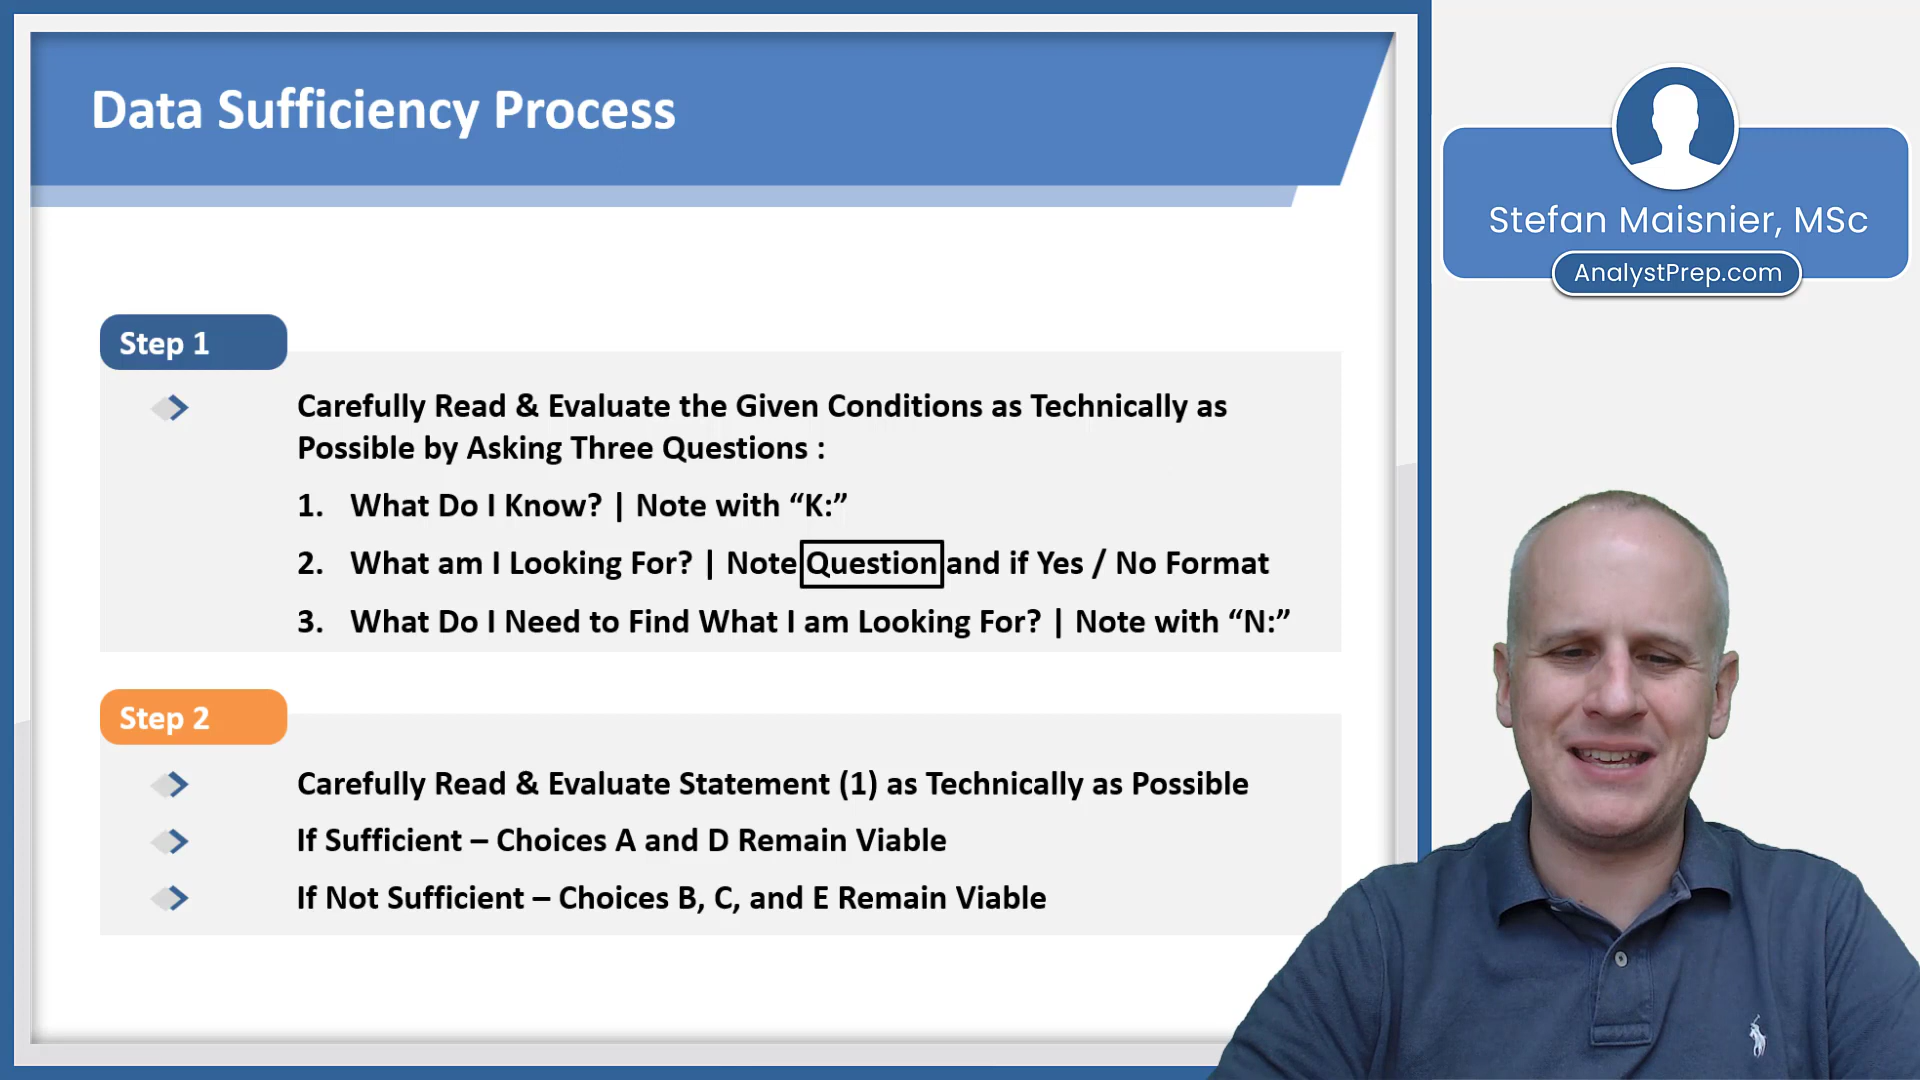 Data Sufficiency Process
Stefan Maisnier, MSc
AnalystPrep.com
Step 1
Carefully Read & Evaluate the Given Conditions as Technically as
Possible by Asking Three Questions :
1. What Do I Know? | Note with “K:”
2. What am I Looking For? | Note Question and if Yes / No Format
3. What Do I Need to Find What I am Looking For? | Note with “N:”
Step 2
Carefully Read & Evaluate Statement (1) as Technically as Possible
If Sufficient – Choices A and D Remain Viable
If Not Sufficient – Choices B, C, and E Remain Viable